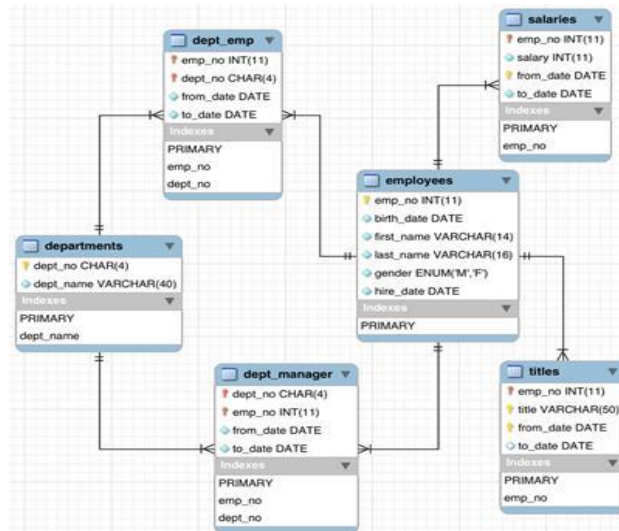 dept_emp
emp_no INT(11)
dept_no CHAR(4)
from_date DATE
to_date DATE
Indexes
PRIMARY
emp_no
dept_no
salaries
emp_no INT(11)
salary INT(11)
from_date DATE
to_date DATE
Indexes
PRIMARY
emp_no
departments
dept_no CHAR(4)
dept_name VARCHAR(40)
Indexes
PRIMARY
dept_name
employees
emp_no INT(11)
birth_date DATE
first_name VARCHAR(14)
last_name VARCHAR(16)
gender ENUM('M','F')
hire_date DATE
Indexes
PRIMARY
dept_manager
dept_no CHAR(4)
emp_no INT(11)
from_date DATE
to_date DATE
Indexes
PRIMARY
emp_no
dept_no
titles
emp_no INT(11)
title VARCHAR(50)
from_date DATE
to_date DATE
Indexes
PRIMARY
emp_no